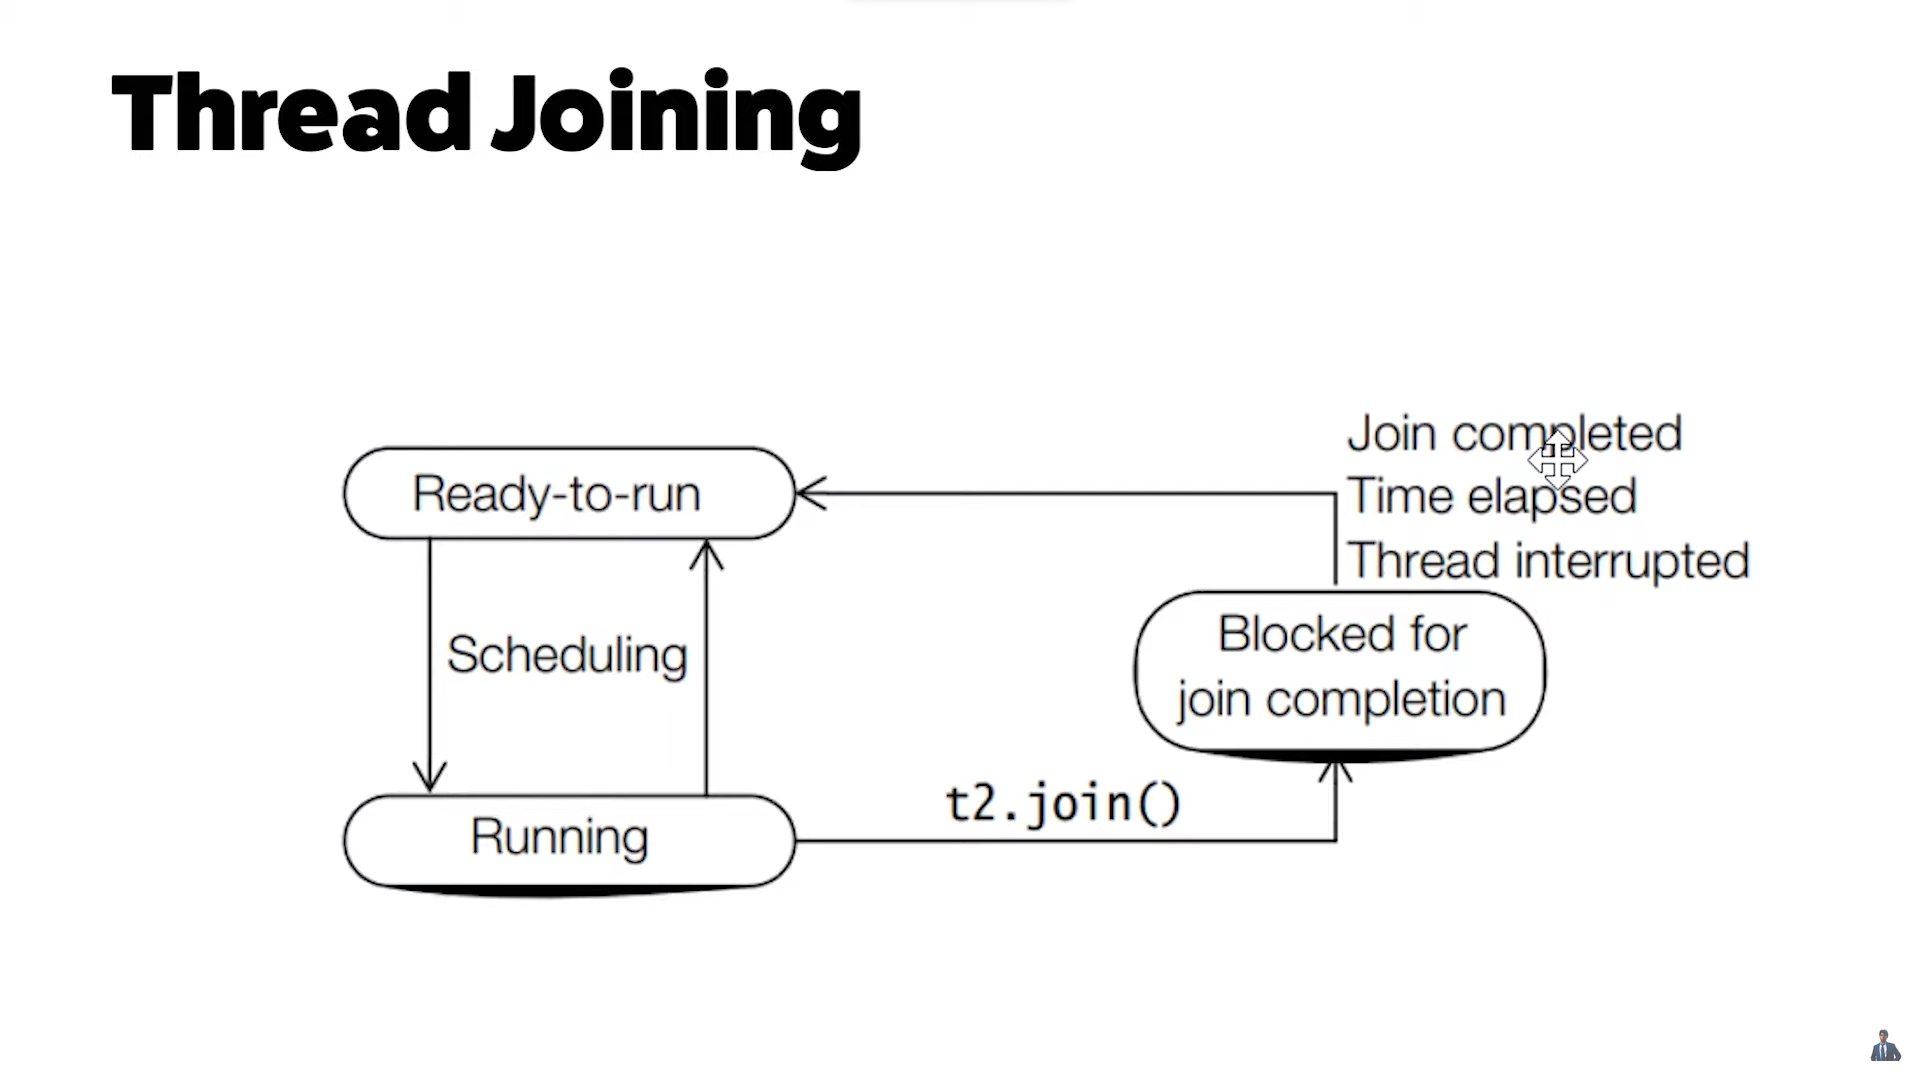 Thread Joining
Join completed
Ready-to-run
Time elapsed
Thread interrupted
Blocked for
join completion
Scheduling
t2.join()
Running